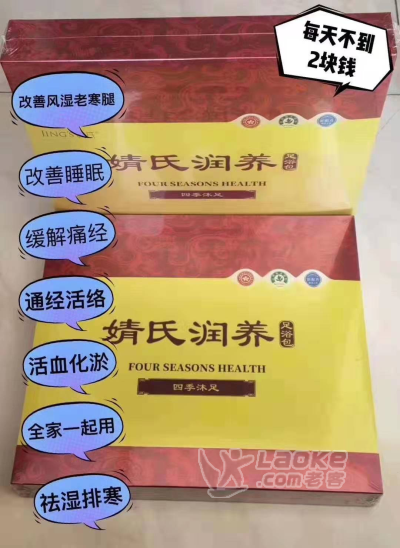 每天不到
2块钱
改善风湿老寒腿
改善睡眠
婧氏润养
足浴包
FOUR SEASONS HEALTH
四季沐足
缓解痛经
通经活络
婧氏润养
足浴包
FOUR SEASONS HEALTH
四季沐足
活血化淤
全家一起用
祛湿排寒
Laoke
.com老客